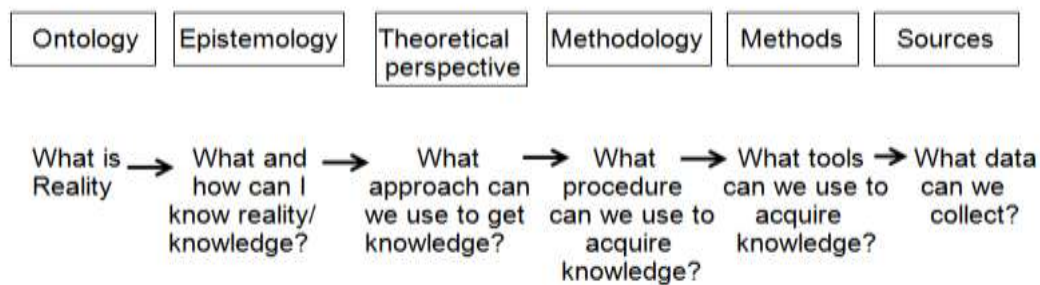 Ontology
Epistemology
Theoretical
perspective
Methodology
Methods
Sources
What is
Reality
What and
how can I
know reality/
knowledge?
What
approach can
we use to get
knowledge?
What
procedure
can we use to
acquire
knowledge?
What tools
can we use to
acquire
knowledge?
What data
can we
collect?